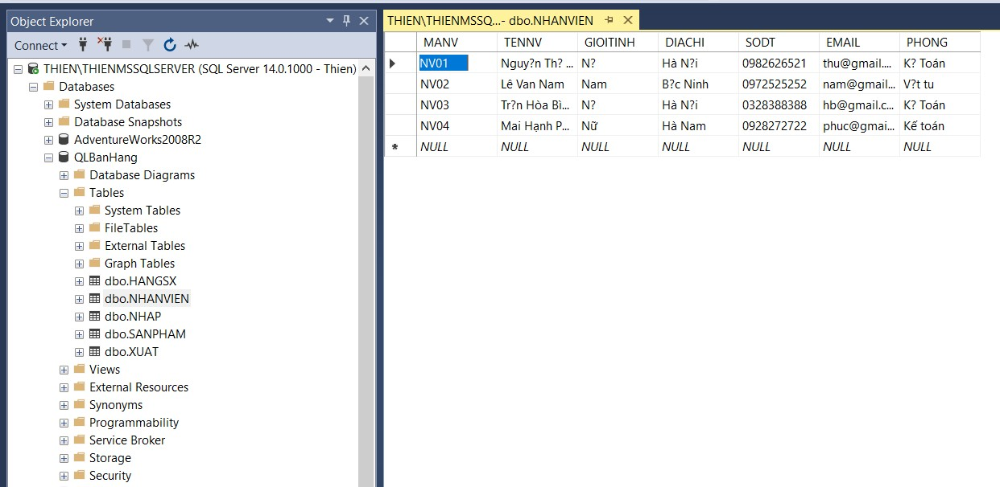 Object Explorer
Connect
THIEN\THIENMSSQLSERVER (SQL Server 14.0.1000 - Thien)
Databases
System Databases
Database Snapshots
AdventureWorks2008R2
QLBanHang
Database Diagrams
Tables
System Tables
FileTables
External Tables
Graph Tables
dbo.HANGSX
dbo.NHANVIEN
dbo.NHAP
dbo.SANPHAM
dbo.XUAT
Views
External Resources
Synonyms
Programmability
Service Broker
Storage
Security
THIEN\THIENMSSQ...- dbo.NHANVIEN
MANV TENNV GIOITINH DIACHI SODT EMAIL PHONG
NV01 Nguy?n Th? ... N? Hà N?i 0982626521 thu@gmail.... K? Toán
NV02 Lê Van Nam Nam B?c Ninh 0972525252 nam@gmail... V?t tu
NV03 Tr?n Hòa Bì... N? Hà N?i 0328388388 hb@gmail.c... K? Toán
NV04 Mai Hạnh P... Nữ Hà Nam 0928272722 phuc@gmai... Kế toán
NULL NULL NULL NULL NULL NULL NULL